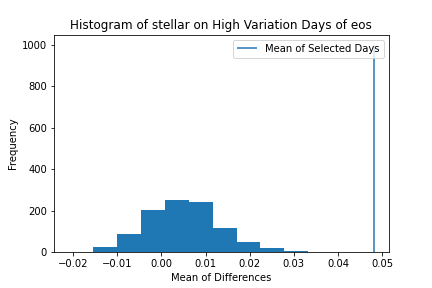 Histogram of stellar on High Variation Days of eos
Mean of Selected Days
1000
800
600
400
200
0
Frequency
−0.02 −0.01 0.00 0.01 0.02 0.03 0.04 0.05
Mean of Differences